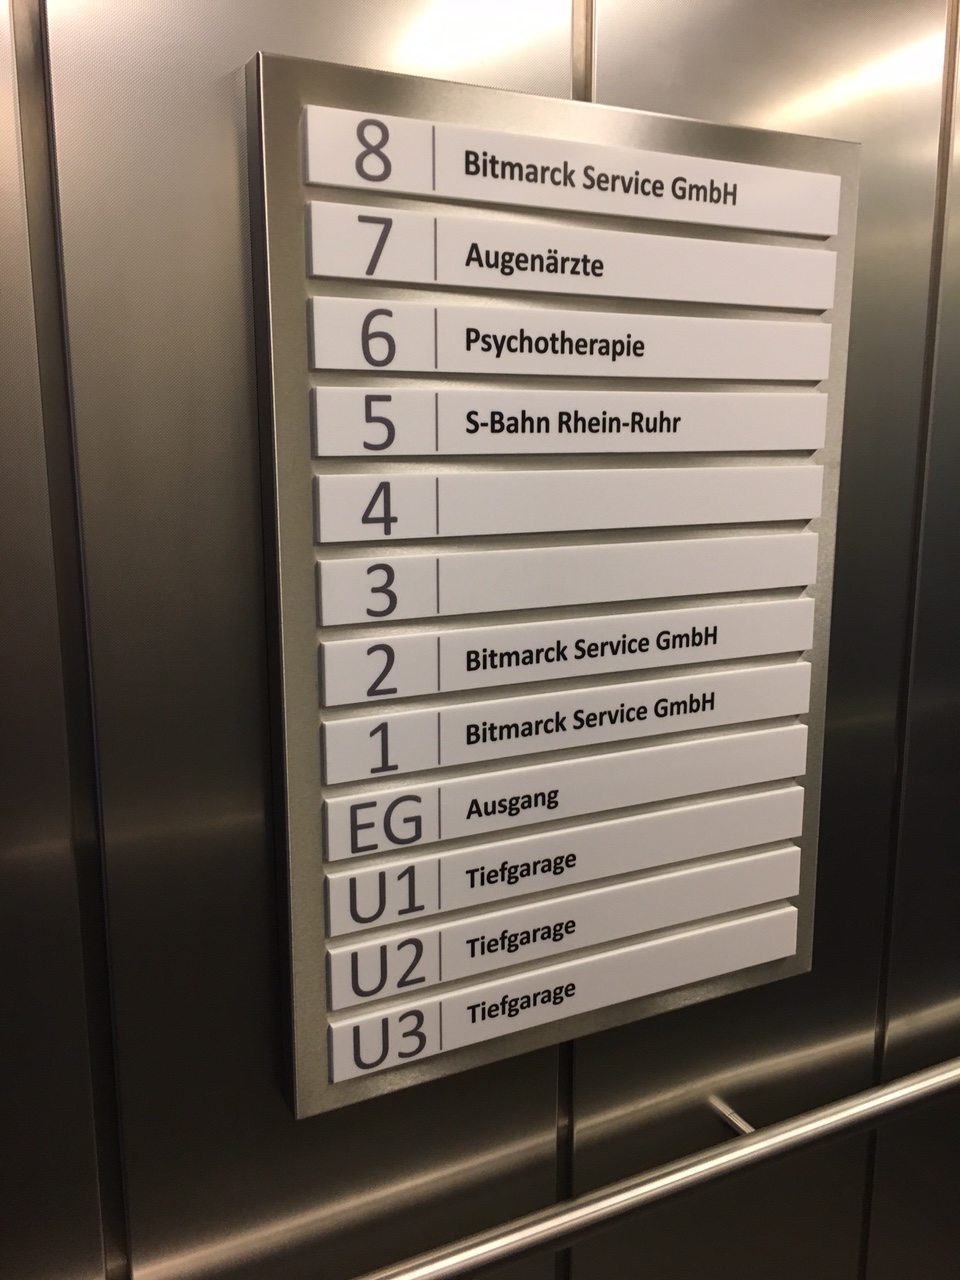 8 Bitmarck Service GmbH
7 Augenärzte
6 Psychotherapie
5 S-Bahn Rhein-Ruhr
4
3
2 Bitmarck Service GmbH
1 Bitmarck Service GmbH
EG Ausgang
U1 Tiefgarage
U2 Tiefgarage
U3 Tiefgarage